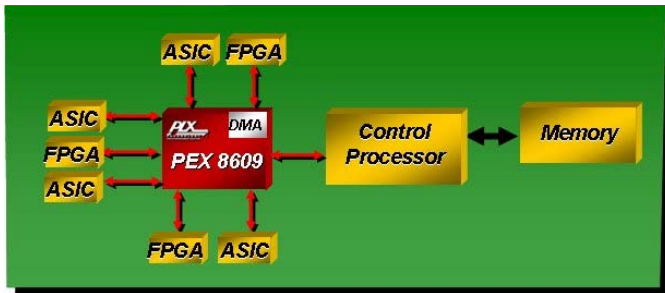 ASIC FPGA
ASIC
FPGA
ASIC
PLX
DMA
PEX 8609
Control
Processor
Memory
FPGA ASIC